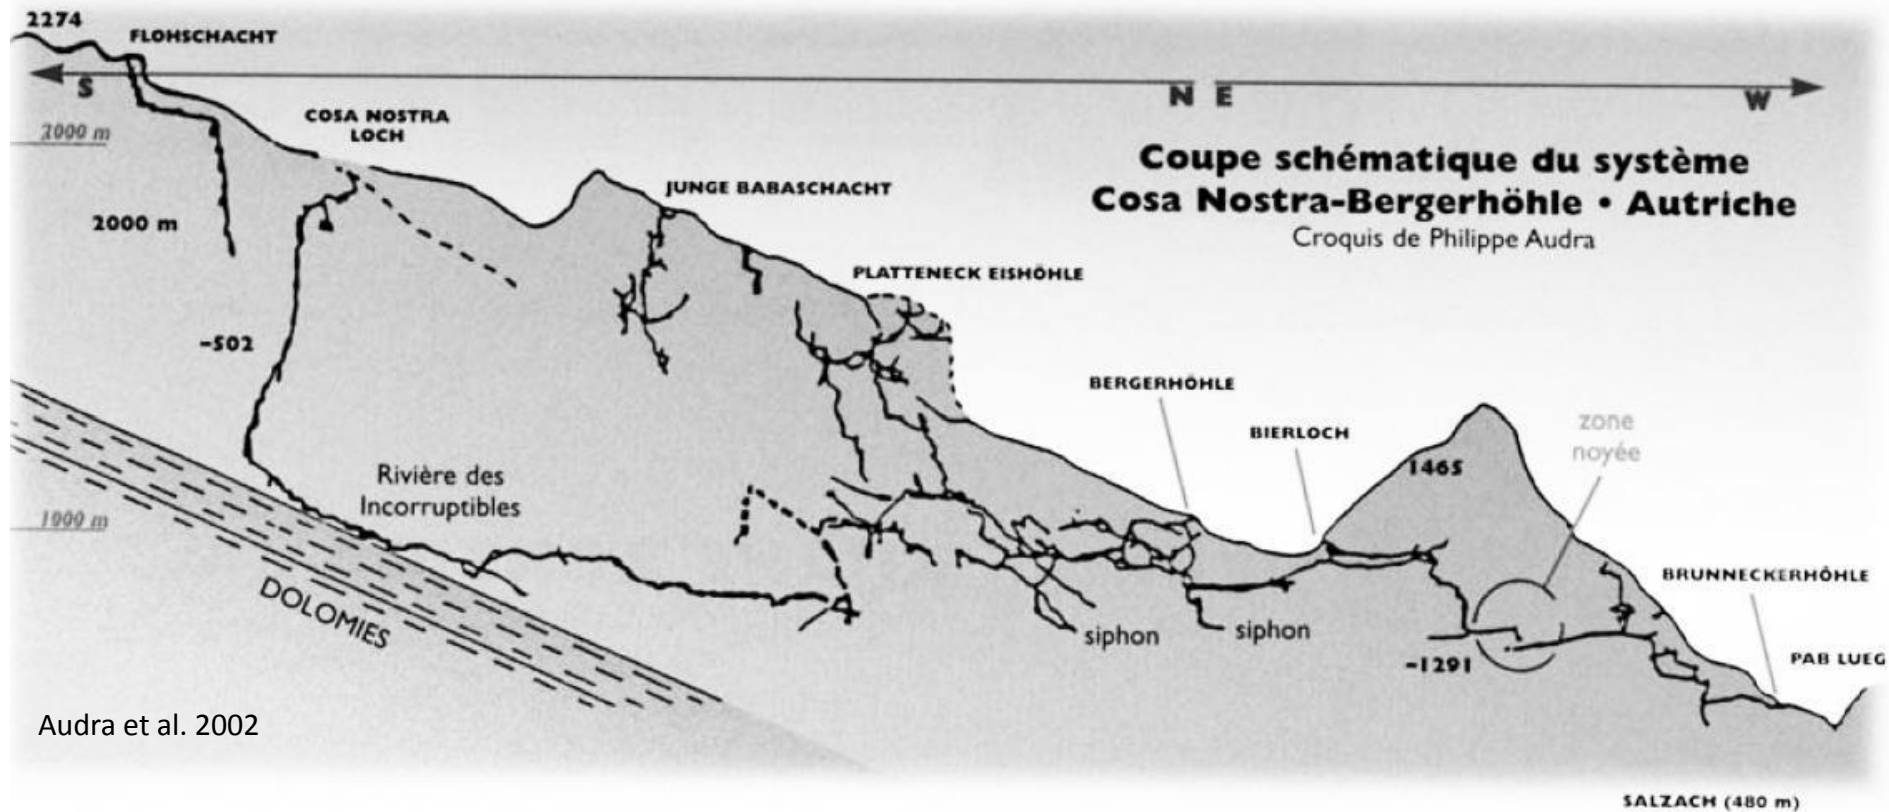 2274
FLOHSCHACHT
S
N E
W
COSA NOSTRA
LOCH
2000 m
Coupe schématique du système
Cosa Nostra-Bergerhöhle • Autriche
Croquis de Philippe Audra
JUNGE BABASCHACHT
2000 m
PLATTENECK EISHÖHLE
-502
BERGERHÖHLE
BIERLOCH
zone
noyée
1465
Rivière des
Incorruptibles
1000 m
DOLOMIES
BRUNNECKERHÖHLE
siphon
siphon
-1291
PAB LUEG
Audra et al. 2002
SALZACH (480 m)